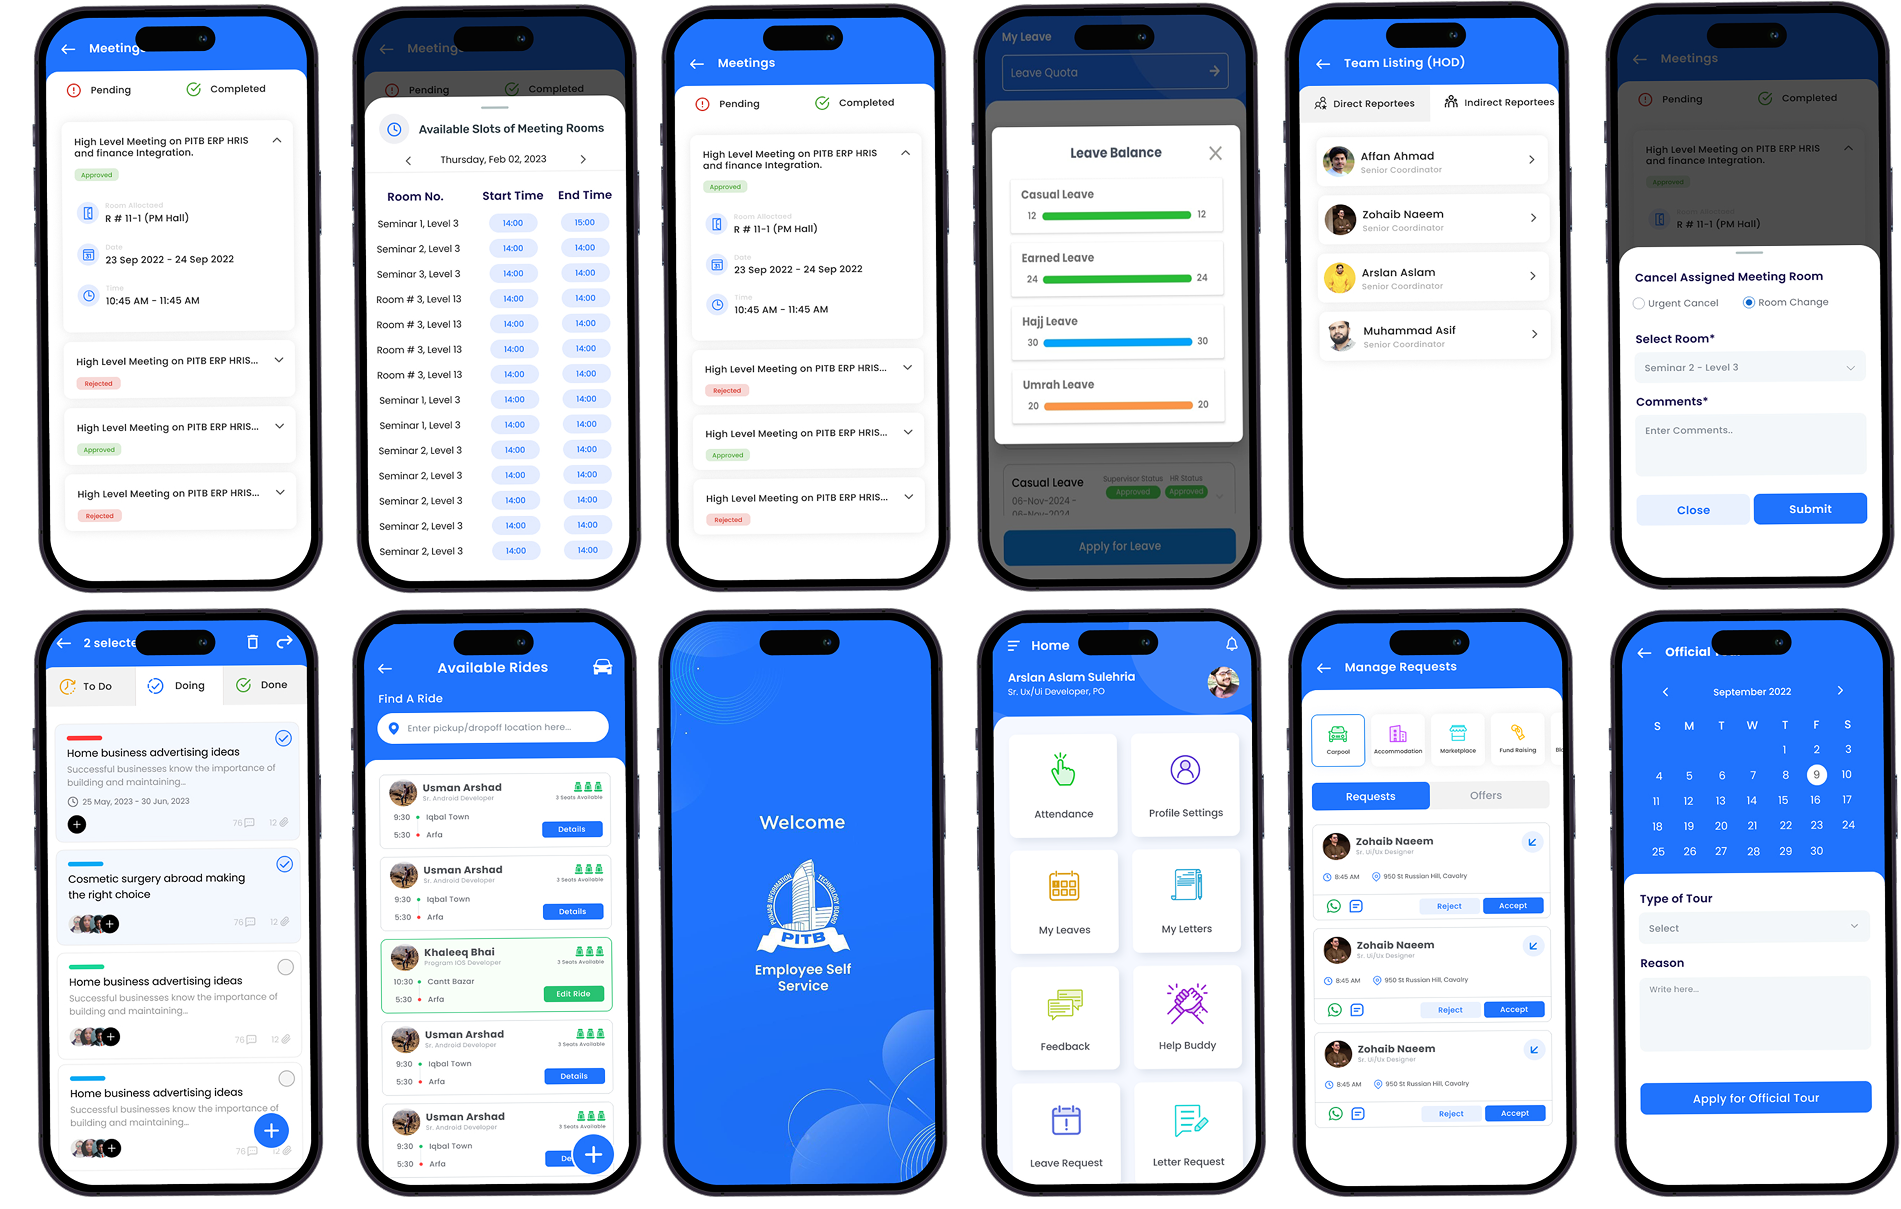 Meetings
Pending Completed
High Level Meeting on PITB ERP HRIS
and finance Integration.
Approved
Room Alloctaed
R # 11-1 (PM Hall)
Date
23 Sep 2022 - 24 Sep 2022
Time
10:45 AM - 11:45 AM
High Level Meeting on PITB ERP HRIS...
Rejected
High Level Meeting on PITB ERP HRIS...
Approved
High Level Meeting on PITB ERP HRIS...
Rejected
Meetings
Pending Completed
Available Slots of Meeting Rooms
Thursday, Feb 02, 2023
Room No. Start Time End Time
Seminar 1, Level 3 14:00 15:00
Seminar 2, Level 3 14:00 14:00
Seminar 3, Level 3 14:00 14:00
Room # 3, Level 13 14:00 14:00
Room # 3, Level 13 14:00 14:00
Room # 3, Level 13 14:00 14:00
Room # 3, Level 13 14:00 14:00
Seminar 1, Level 3 14:00 14:00
Seminar 1, Level 3 14:00 14:00
Seminar 2, Level 3 14:00 14:00
Seminar 2, Level 3 14:00 14:00
Seminar 2, Level 3 14:00 14:00
Seminar 2, Level 3 14:00 14:00
Seminar 2, Level 3 14:00 14:00
Meetings
Pending Completed
High Level Meeting on PITB ERP HRIS
and finance Integration.
Approved
Room Alloctaed
R # 11-1 (PM Hall)
Date
23 Sep 2022 - 24 Sep 2022
Time
10:45 AM - 11:45 AM
High Level Meeting on PITB ERP HRIS...
Rejected
High Level Meeting on PITB ERP HRIS...
Approved
High Level Meeting on PITB ERP HRIS...
Rejected
My Leave
Leave Quota
Leave Balance
Casual Leave
12 12
Earned Leave
24 24
Hajj Leave
30 30
Umrah Leave
20 20
Casual Leave Supervisor Status HR Status
06-Nov-2024 - Approved Approved
06-Nov-2024
Apply for Leave
Team Listing (HOD)
Direct Reportees Indirect Reportees
Affan Ahmad
Senior Coordinator
Zohaib Naeem
Senior Coordinator
Arslan Aslam
Senior Coordinator
Muhammad Asif
Senior Coordinator
Meetings
Pending Completed
High Level Meeting on PITB ERP HRIS
and finance Integration.
Approved
R # 11-1 (PM Hall)
Cancel Assigned Meeting Room
Urgent Cancel Room Change
Select Room*
Seminar 2 - Level 3
Comments*
Enter Comments..
Close Submit
2 selecte
To Do Doing Done
Home business advertising ideas
Successful businesses know the importance of
building and maintaining...
25 May, 2023 - 30 Jun, 2023
+ 76 12
Cosmetic surgery abroad making
the right choice
+ 76 12
Home business advertising ideas
Successful businesses know the importance of
building and maintaining...
+ 76 12
Home business advertising ideas
Successful businesses know the importance of
building and maintaining...
+ 76 12
+
Available Rides
Find A Ride
Enter pickup/dropoff location here...
Usman Arshad
Sr. Android Developer 3 Seats Available
9:30 Iqbal Town
5:30 Arfa Details
Usman Arshad
Sr. Android Developer 3 Seats Available
9:30 Iqbal Town
5:30 Arfa Details
Khaleeq Bhai
Program IOS Developer 3 Seats Available
10:30 Cantt Bazar
5:30 Arfa Edit Ride
Usman Arshad
Sr. Android Developer 3 Seats Available
9:30 Iqbal Town
5:30 Arfa Details
Usman Arshad
Sr. Android Developer 3 Seats Available
9:30 Iqbal Town
5:30 Arfa De
+
Welcome
PUNJAB INFORMATION TECHNOLOGY BOARD
PITB
Employee Self
Service
Home
Arslan Aslam Sulehria
Sr. Ux/Ui Developer, PO
Attendance Profile Settings
My Leaves My Letters
Feedback Help Buddy
Leave Request Letter Request
Manage Requests
Carpool Accommodation Marketplace Fund Raising Bl
Requests Offers
Zohaib Naeem
Sr. Ui/Ux Designer
8:45 AM 950 St Russian Hill, Cavalry
Reject Accept
Zohaib Naeem
Sr. Ui/Ux Designer
8:45 AM 950 St Russian Hill, Cavalry
Reject Accept
Zohaib Naeem
Sr. Ui/Ux Designer
8:45 AM 950 St Russian Hill, Cavalry
Reject Accept
Official Tour
September 2022
S M T W T F S
1 2 3
4 5 6 7 8 9 10
11 12 13 14 15 16 17
18 19 20 21 22 23 24
25 26 27 28 29 30
Type of Tour
Select
Reason
Write here...
Apply for Official Tour